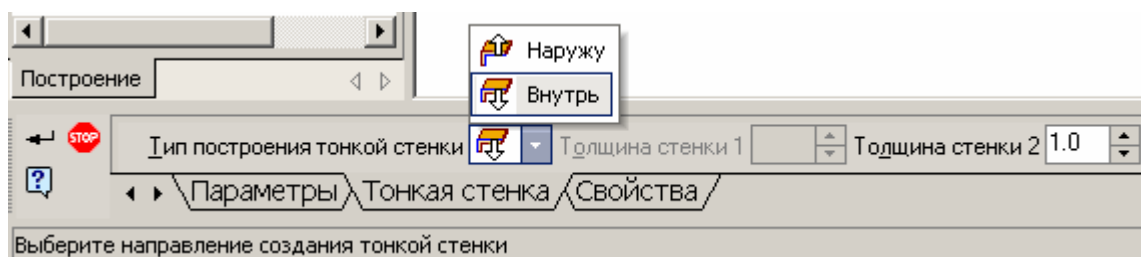 Наружу
Построение
Внутрь
STOP Тип построения тонкой стенки Толщина стенки 1 Толщина стенки 2 1.0
? Параметры Тонкая стенка Свойства
Выберите направление создания тонкой стенки